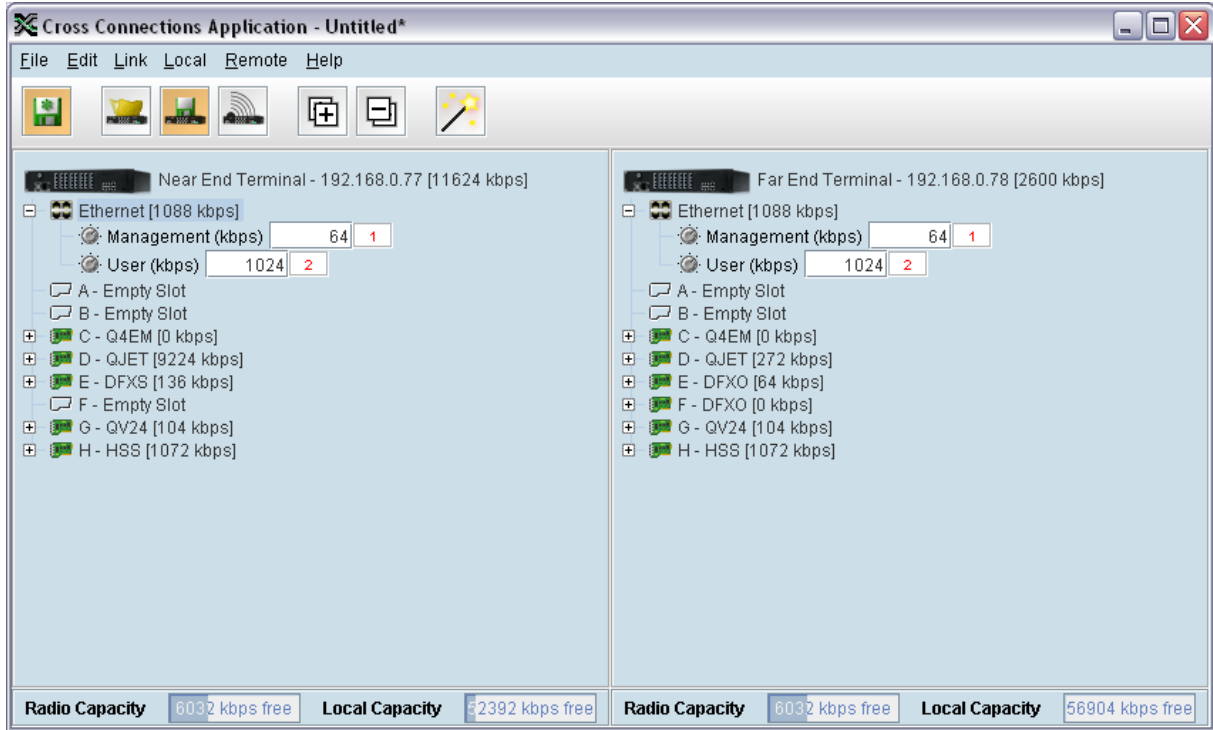 Cross Connections Application - Untitled*
File Edit Link Local Remote Help
Near End Terminal - 192.168.0.77 [11624 kbps]
Ethernet [1088 kbps]
Management (kbps) 64 1
User (kbps) 1024 2
A - Empty Slot
B - Empty Slot
C - Q4EM [0 kbps]
D - QJET [9224 kbps]
E - DFXS [136 kbps]
F - Empty Slot
G - QV24 [104 kbps]
H - HSS [1072 kbps]
Radio Capacity 6032 kbps free Local Capacity 52392 kbps free
Far End Terminal - 192.168.0.78 [2600 kbps]
Ethernet [1088 kbps]
Management (kbps) 64 1
User (kbps) 1024 2
A - Empty Slot
B - Empty Slot
C - Q4EM [0 kbps]
D - QJET [272 kbps]
E - DFXO [64 kbps]
F - DFXO [0 kbps]
G - QV24 [104 kbps]
H - HSS [1072 kbps]
Radio Capacity 6032 kbps free Local Capacity 56904 kbps free